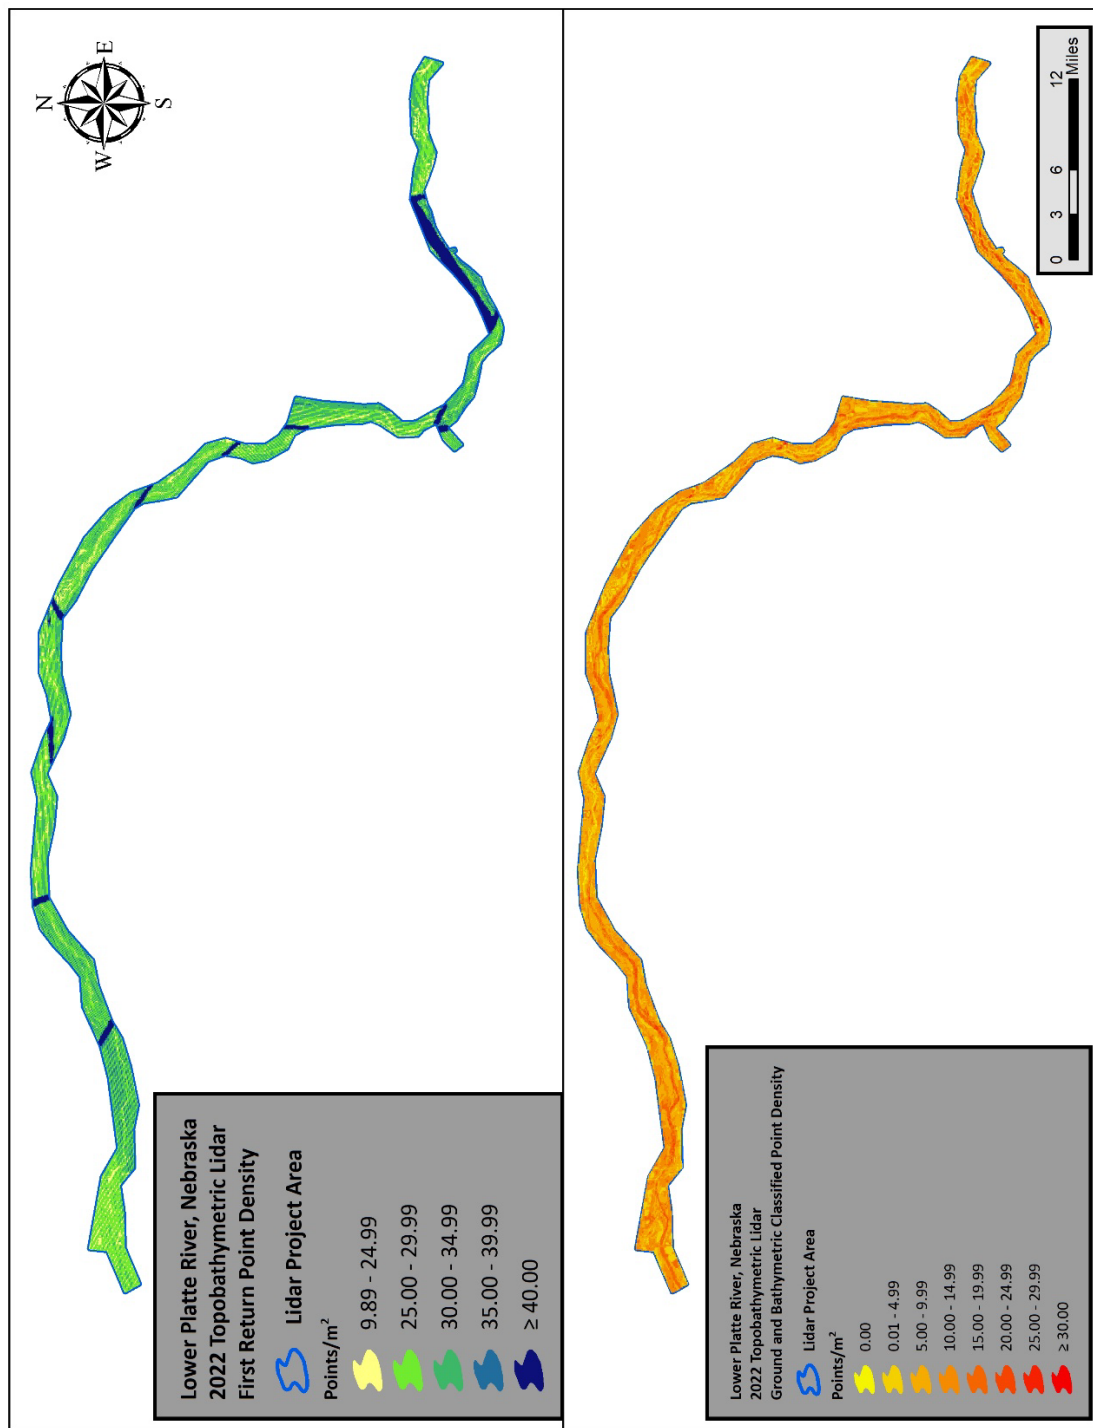 N
W
E
S
Lower Platte River, Nebraska
2022 Topobathymetric Lidar
First Return Point Density
Lidar Project Area
Points/m²
9.89 - 24.99
25.00 - 29.99
30.00 - 34.99
35.00 - 39.99
≥ 40.00
Lower Platte River, Nebraska
2022 Topobathymetric Lidar
Ground and Bathymetric Classified Point Density
Lidar Project Area
Points/m²
0.00
0.01 - 4.99
5.00 - 9.99
10.00 - 14.99
15.00 - 19.99
20.00 - 24.99
25.00 - 29.99
≥ 30.00
0 3 6 12
Miles